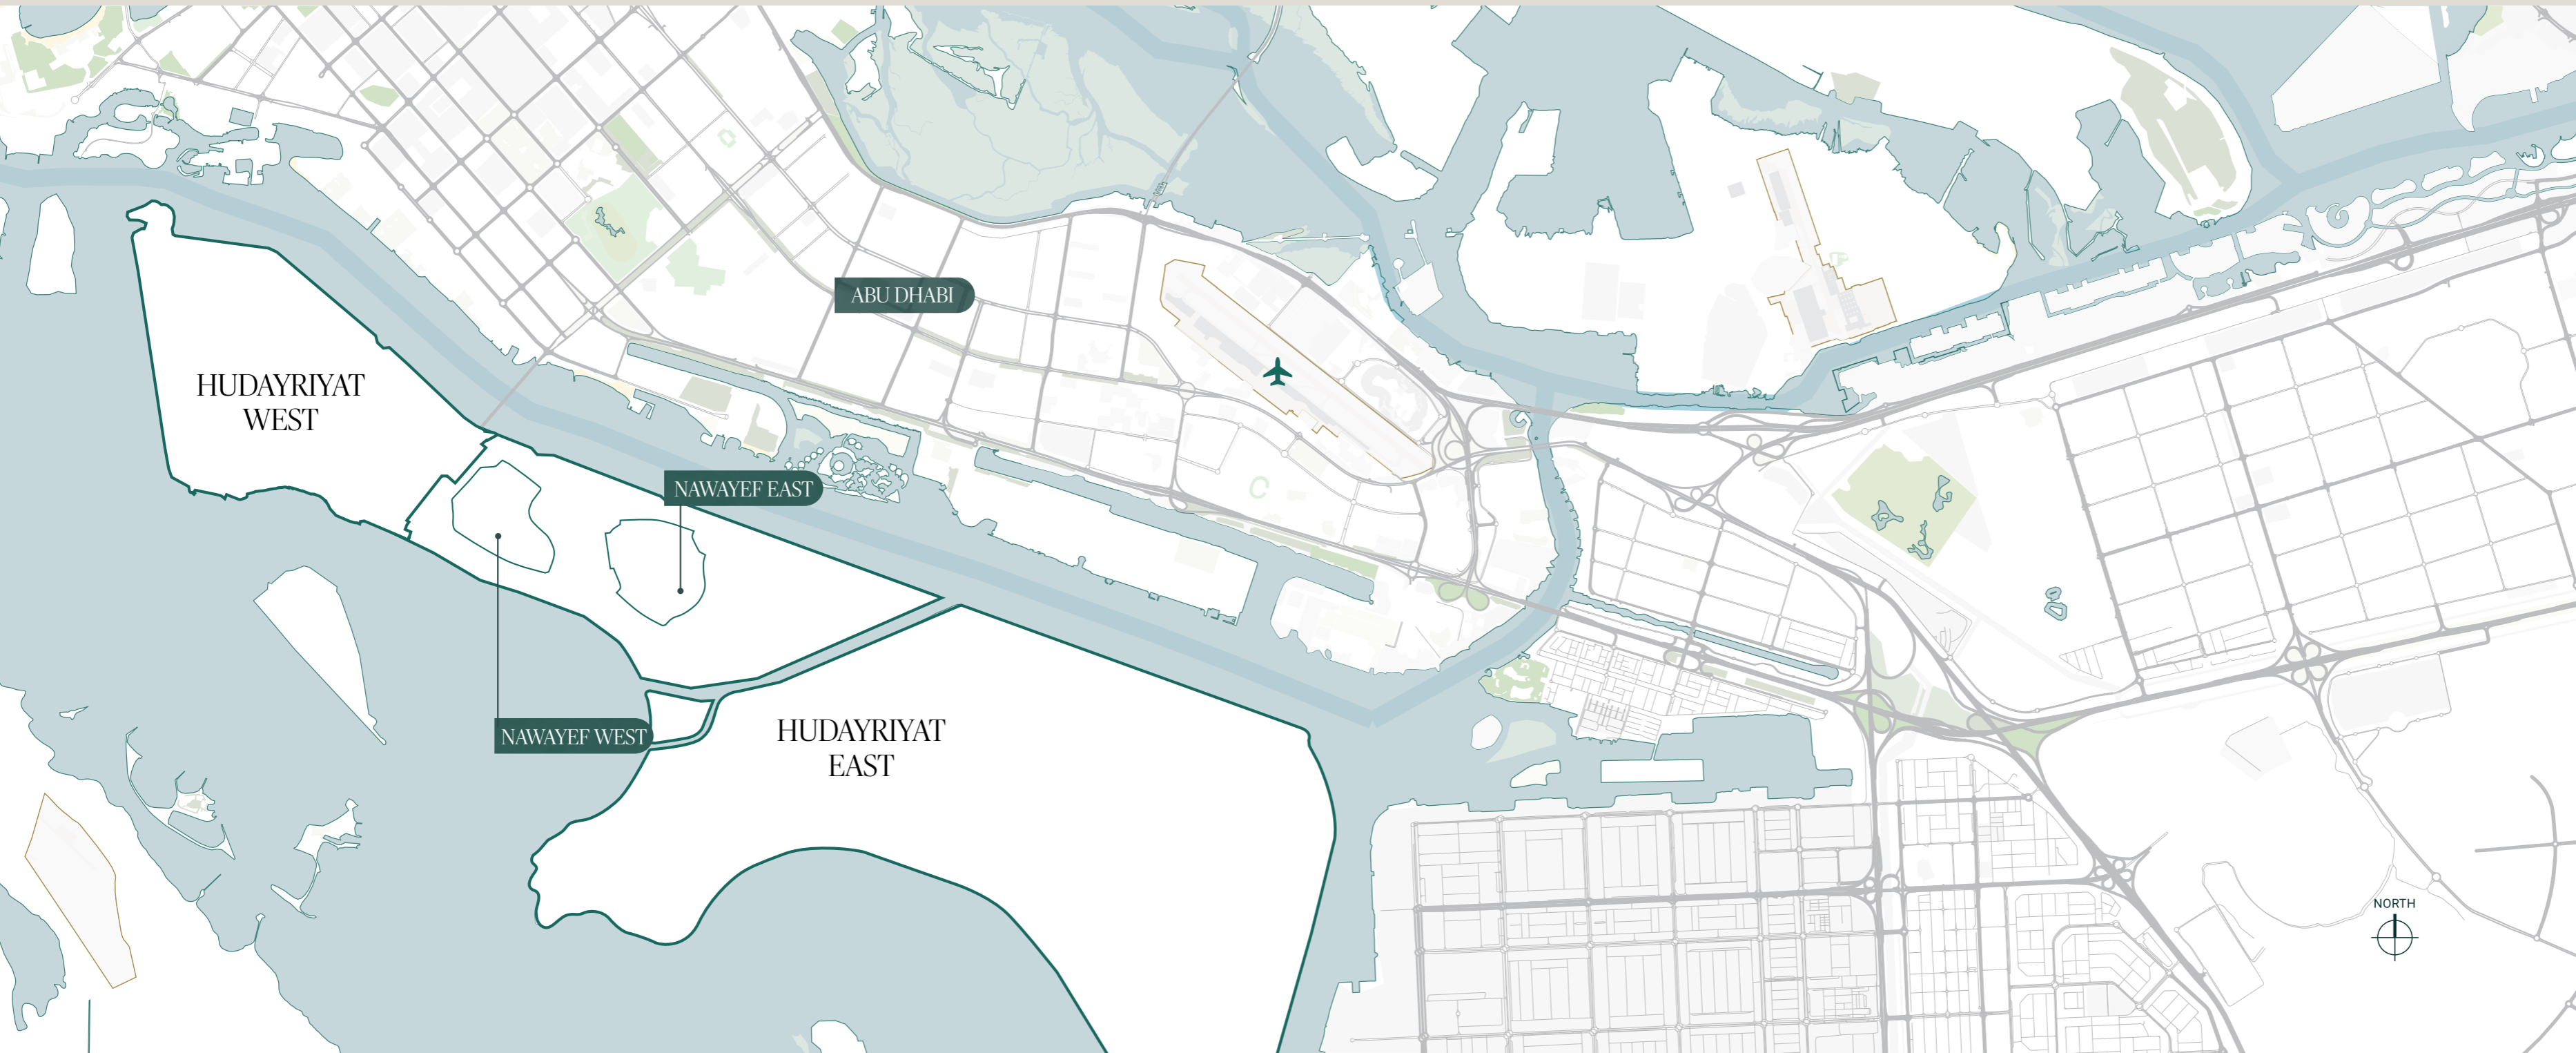 ABU DHABI
HUDAYRIYAT
WEST
NAWAYEF EAST
NAWAYEF WEST
HUDAYRIYAT
EAST
NORTH